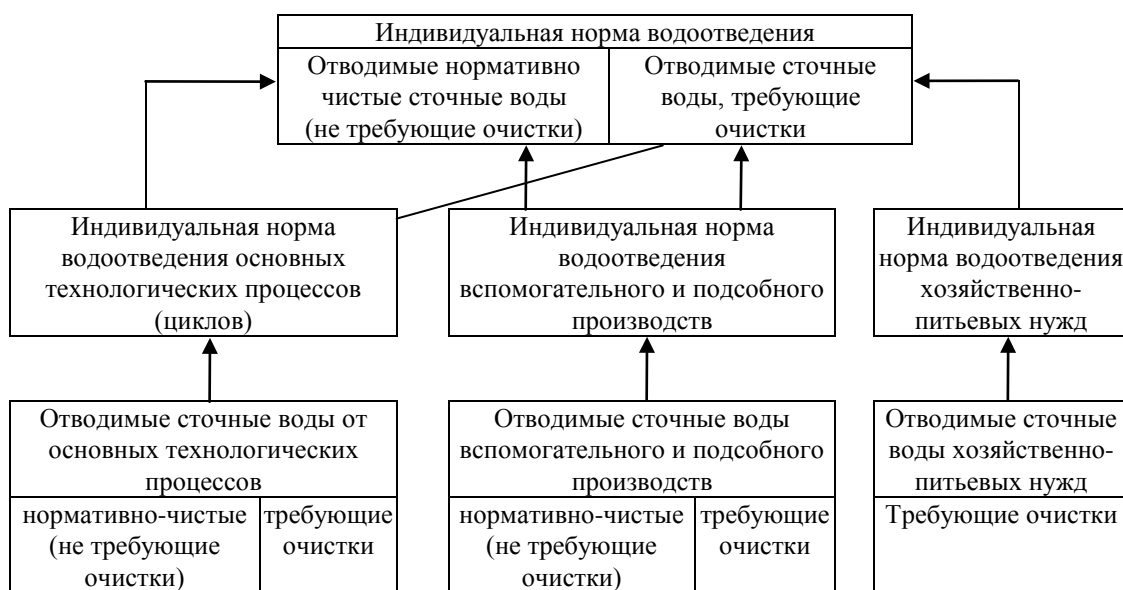 Индивидуальная норма водоотведения
Отводимые нормативно
чистые сточные воды
(не требующие очистки)
Отводимые сточные
воды, требующие
очистки
Индивидуальная норма
водоотведения основных
технологических процессов
(циклов)
Индивидуальная норма
водоотведения
вспомогательного и подсобного
производств
Индивидуальная
норма водоотведения
хозяйственно-
питьевых нужд
Отводимые сточные воды от
основных технологических
процессов
нормативно-чистые
(не требующие
очистки)
требующие
очистки
Отводимые сточные воды
вспомогательного и подсобного
производств
нормативно-чистые
(не требующие
очистки)
требующие
очистки
Отводимые сточные
воды хозяйственно-
питьевых нужд
Требующие очистки